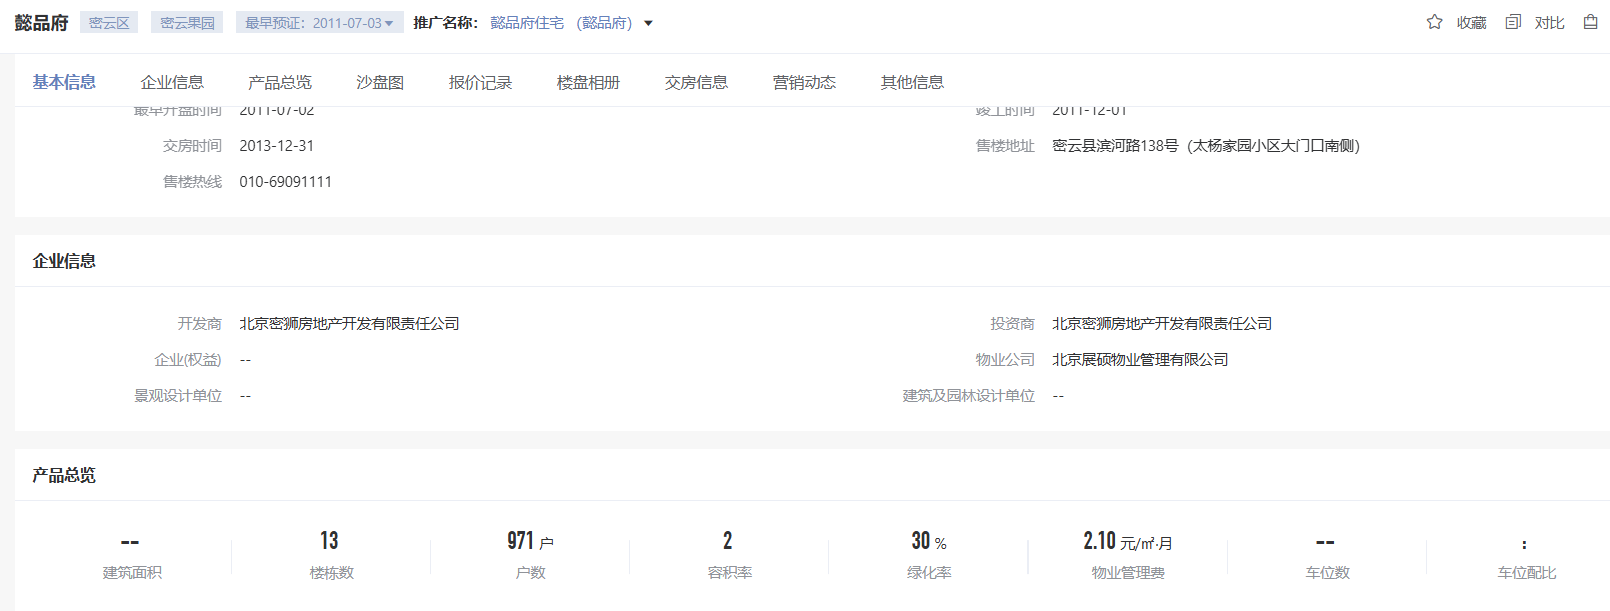 懿品府 密云区 密云果园 最早预证：2011-07-03 推广名称： 懿品府住宅 (懿品府) 收藏 对比
基本信息 企业信息 产品总览 沙盘图 报价记录 楼盘相册 交房信息 营销动态 其他信息
最早开盘时间 2011-07-02 竣工时间 2011-12-01
交房时间 2013-12-31 售楼地址 密云县滨河路138号（太杨家园小区大门口南侧）
售楼热线 010-69091111
企业信息
开发商 北京密狮房地产开发有限责任公司 投资商 北京密狮房地产开发有限责任公司
企业(权益) -- 物业公司 北京展硕物业管理有限公司
景观设计单位 -- 建筑及园林设计单位 --
产品总览
-- 13 971 户 2 30 % 2.10 元/㎡·月 -- :
建筑面积 楼栋数 户数 容积率 绿化率 物业管理费 车位数 车位配比